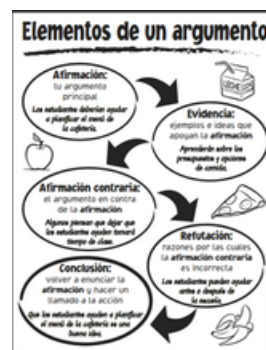 Elementos de un argumento
Afirmación:
tu argumento
principal
Los estudiantes deberían ayudar
a planificar el menú de
la cafetería.
LECHE
Evidencia:
ejemplos e ideas que
apoyan la afirmación
Aprenderán sobre los
presupuestos y opciones
de comida.
Afirmación contraria:
el argumento en contra
de la afirmación
Algunos piensan que dejar que
los estudiantes ayuden tomará
tiempo de clase.
Refutación:
razones por las cuales
la afirmación contraria
es incorrecta
Los estudiantes pueden ayudar
antes o después de
la escuela.
Conclusión:
volver a enunciar la
afirmación y hacer un
llamado a la acción
Que los estudiantes ayuden a planificar
el menú de la cafetería es una
buena idea.